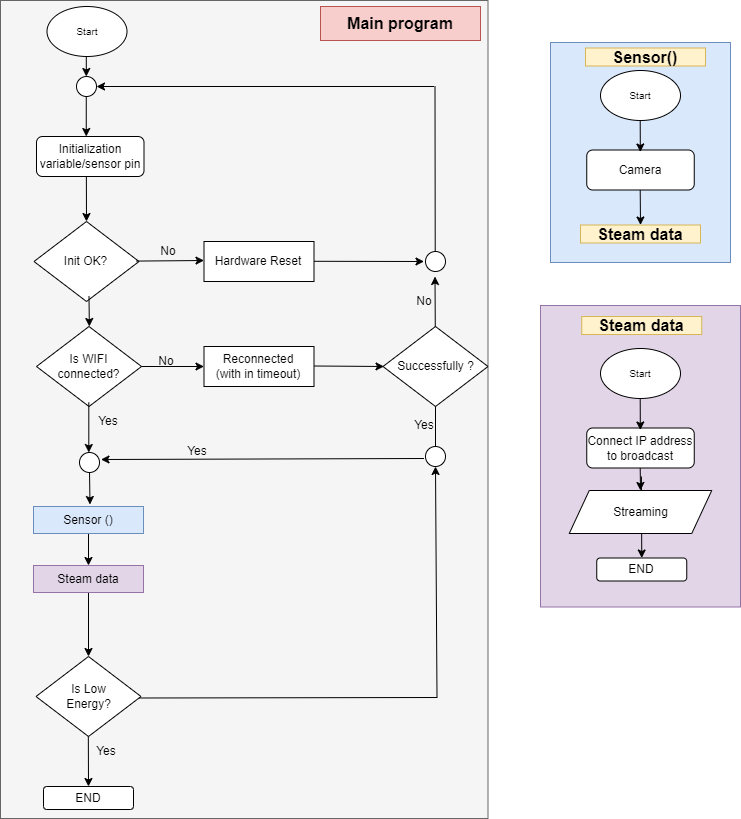 Main program
Start
Initialization
variable/sensor pin
Init OK?
No
Hardware Reset
No
Is WIFI
connected?
No
Reconnected
(with in timeout)
Successfully ?
Yes
Yes
Yes
Sensor ()
Steam data
Is Low
Energy?
Yes
END
Sensor()
Start
Camera
Steam data
Steam data
Start
Connect IP address
to broadcast
Streaming
END